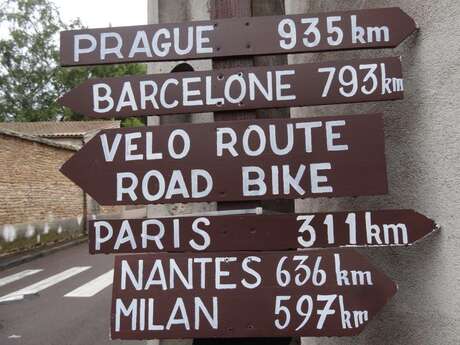 PRAGUE 935 km
BARCELONE 793 km
VELO ROUTE
ROAD BIKE
PARIS 311 km
NANTES 636 km
MILAN 597 km